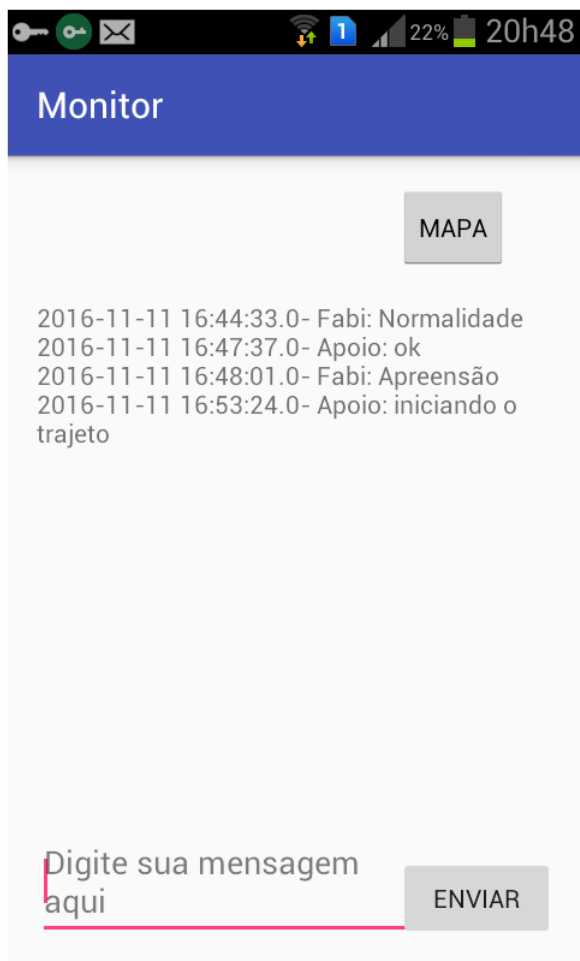 1 22% 20h48
Monitor
MAPA
2016-11-11 16:44:33.0- Fabi: Normalidade
2016-11-11 16:47:37.0- Apoio: ok
2016-11-11 16:48:01.0- Fabi: Apreensão
2016-11-11 16:53:24.0- Apoio: iniciando o
trajeto
Digite sua mensagem
aqui
ENVIAR